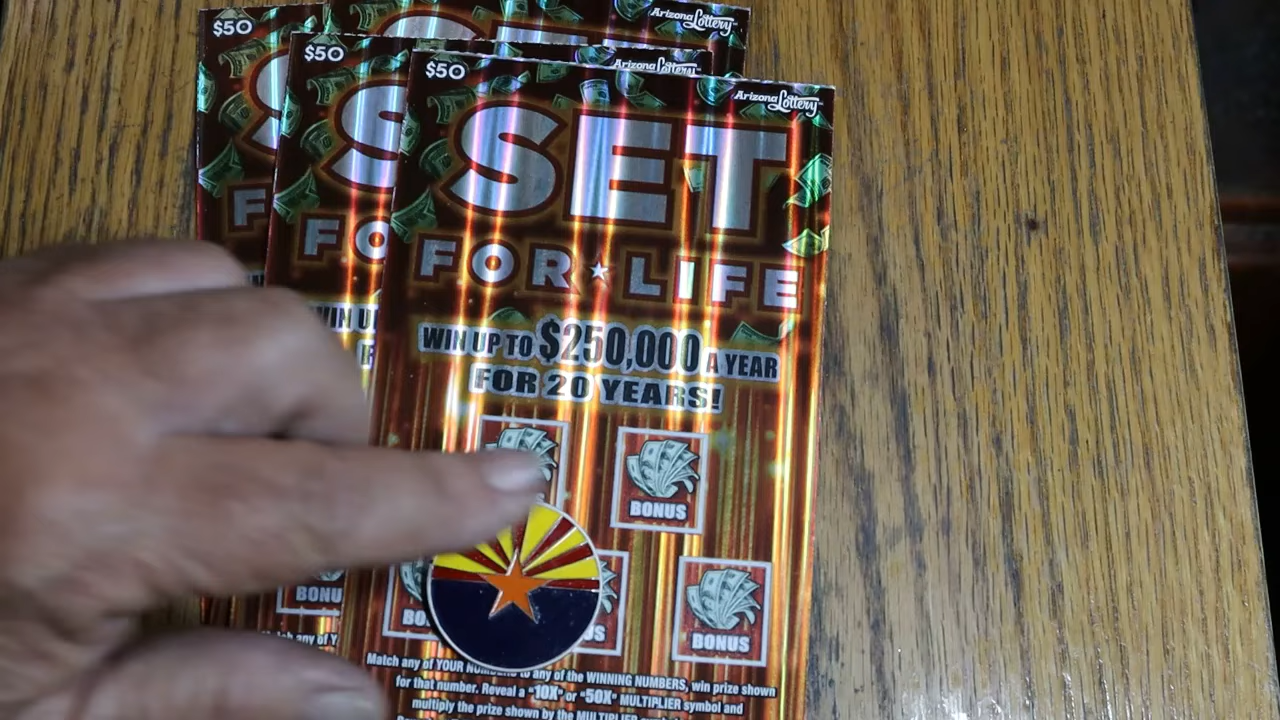 $50
Arizona Lottery
$50
Arizona Lottery
$50
Arizona Lottery
SET
FOR★LIFE
WIN UP TO $250,000 A YEAR
FOR 20 YEARS!
BONUS
BONUS
Match any of YOUR NUMBERS to any of the WINNING NUMBERS, win prize shown
for that number. Reveal a "10X" or "50X" MULTIPLIER symbol and
multiply the prize shown by the MULTIPLIER